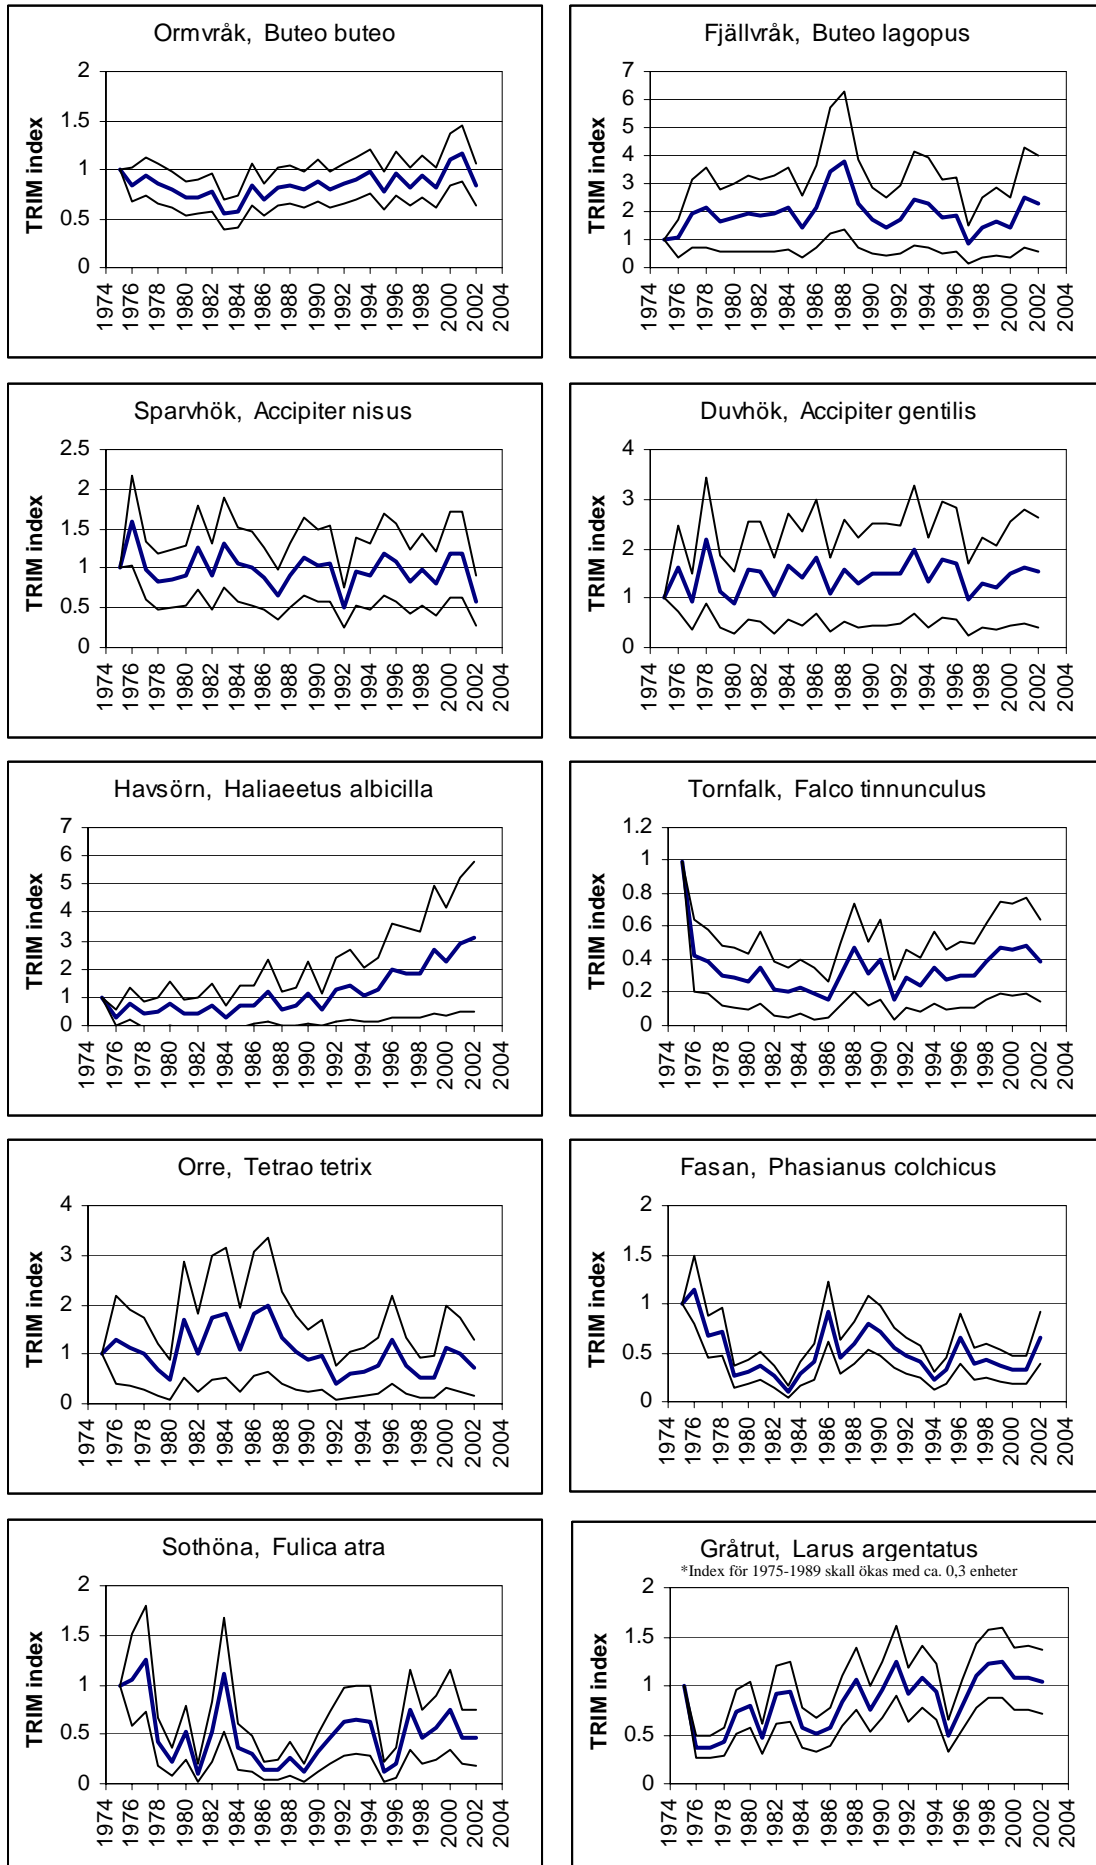 Ormvråk, Buteo buteo
TRIM index
2
1.5
1
0.5
0
1974 1976 1978 1980 1982 1984 1986 1988 1990 1992 1994 1996 1998 2000 2002 2004
Fjällvråk, Buteo lagopus
TRIM index
7
6
5
4
3
2
1
0
1974 1976 1978 1980 1982 1984 1986 1988 1990 1992 1994 1996 1998 2000 2002 2004
Sparvhök, Accipiter nisus
TRIM index
2.5
2
1.5
1
0.5
0
1974 1976 1978 1980 1982 1984 1986 1988 1990 1992 1994 1996 1998 2000 2002 2004
Duvhök, Accipiter gentilis
TRIM index
4
3
2
1
0
1974 1976 1978 1980 1982 1984 1986 1988 1990 1992 1994 1996 1998 2000 2002 2004
Havsörn, Haliaeetus albicilla
TRIM index
7
6
5
4
3
2
1
0
1974 1976 1978 1980 1982 1984 1986 1988 1990 1992 1994 1996 1998 2000 2002 2004
Tornfalk, Falco tinnunculus
TRIM index
1.2
1
0.8
0.6
0.4
0.2
0
1974 1976 1978 1980 1982 1984 1986 1988 1990 1992 1994 1996 1998 2000 2002 2004
Orre, Tetrao tetrix
TRIM index
4
3
2
1
0
1974 1976 1978 1980 1982 1984 1986 1988 1990 1992 1994 1996 1998 2000 2002 2004
Fasan, Phasianus colchicus
TRIM index
2
1.5
1
0.5
0
1974 1976 1978 1980 1982 1984 1986 1988 1990 1992 1994 1996 1998 2000 2002 2004
Sothöna, Fulica atra
TRIM index
2
1.5
1
0.5
0
1974 1976 1978 1980 1982 1984 1986 1988 1990 1992 1994 1996 1998 2000 2002 2004
Gråtrut, Larus argentatus
*Index för 1975-1989 skall ökas med ca. 0,3 enheter
TRIM index
2
1.5
1
0.5
0
1974 1976 1978 1980 1982 1984 1986 1988 1990 1992 1994 1996 1998 2000 2002 2004